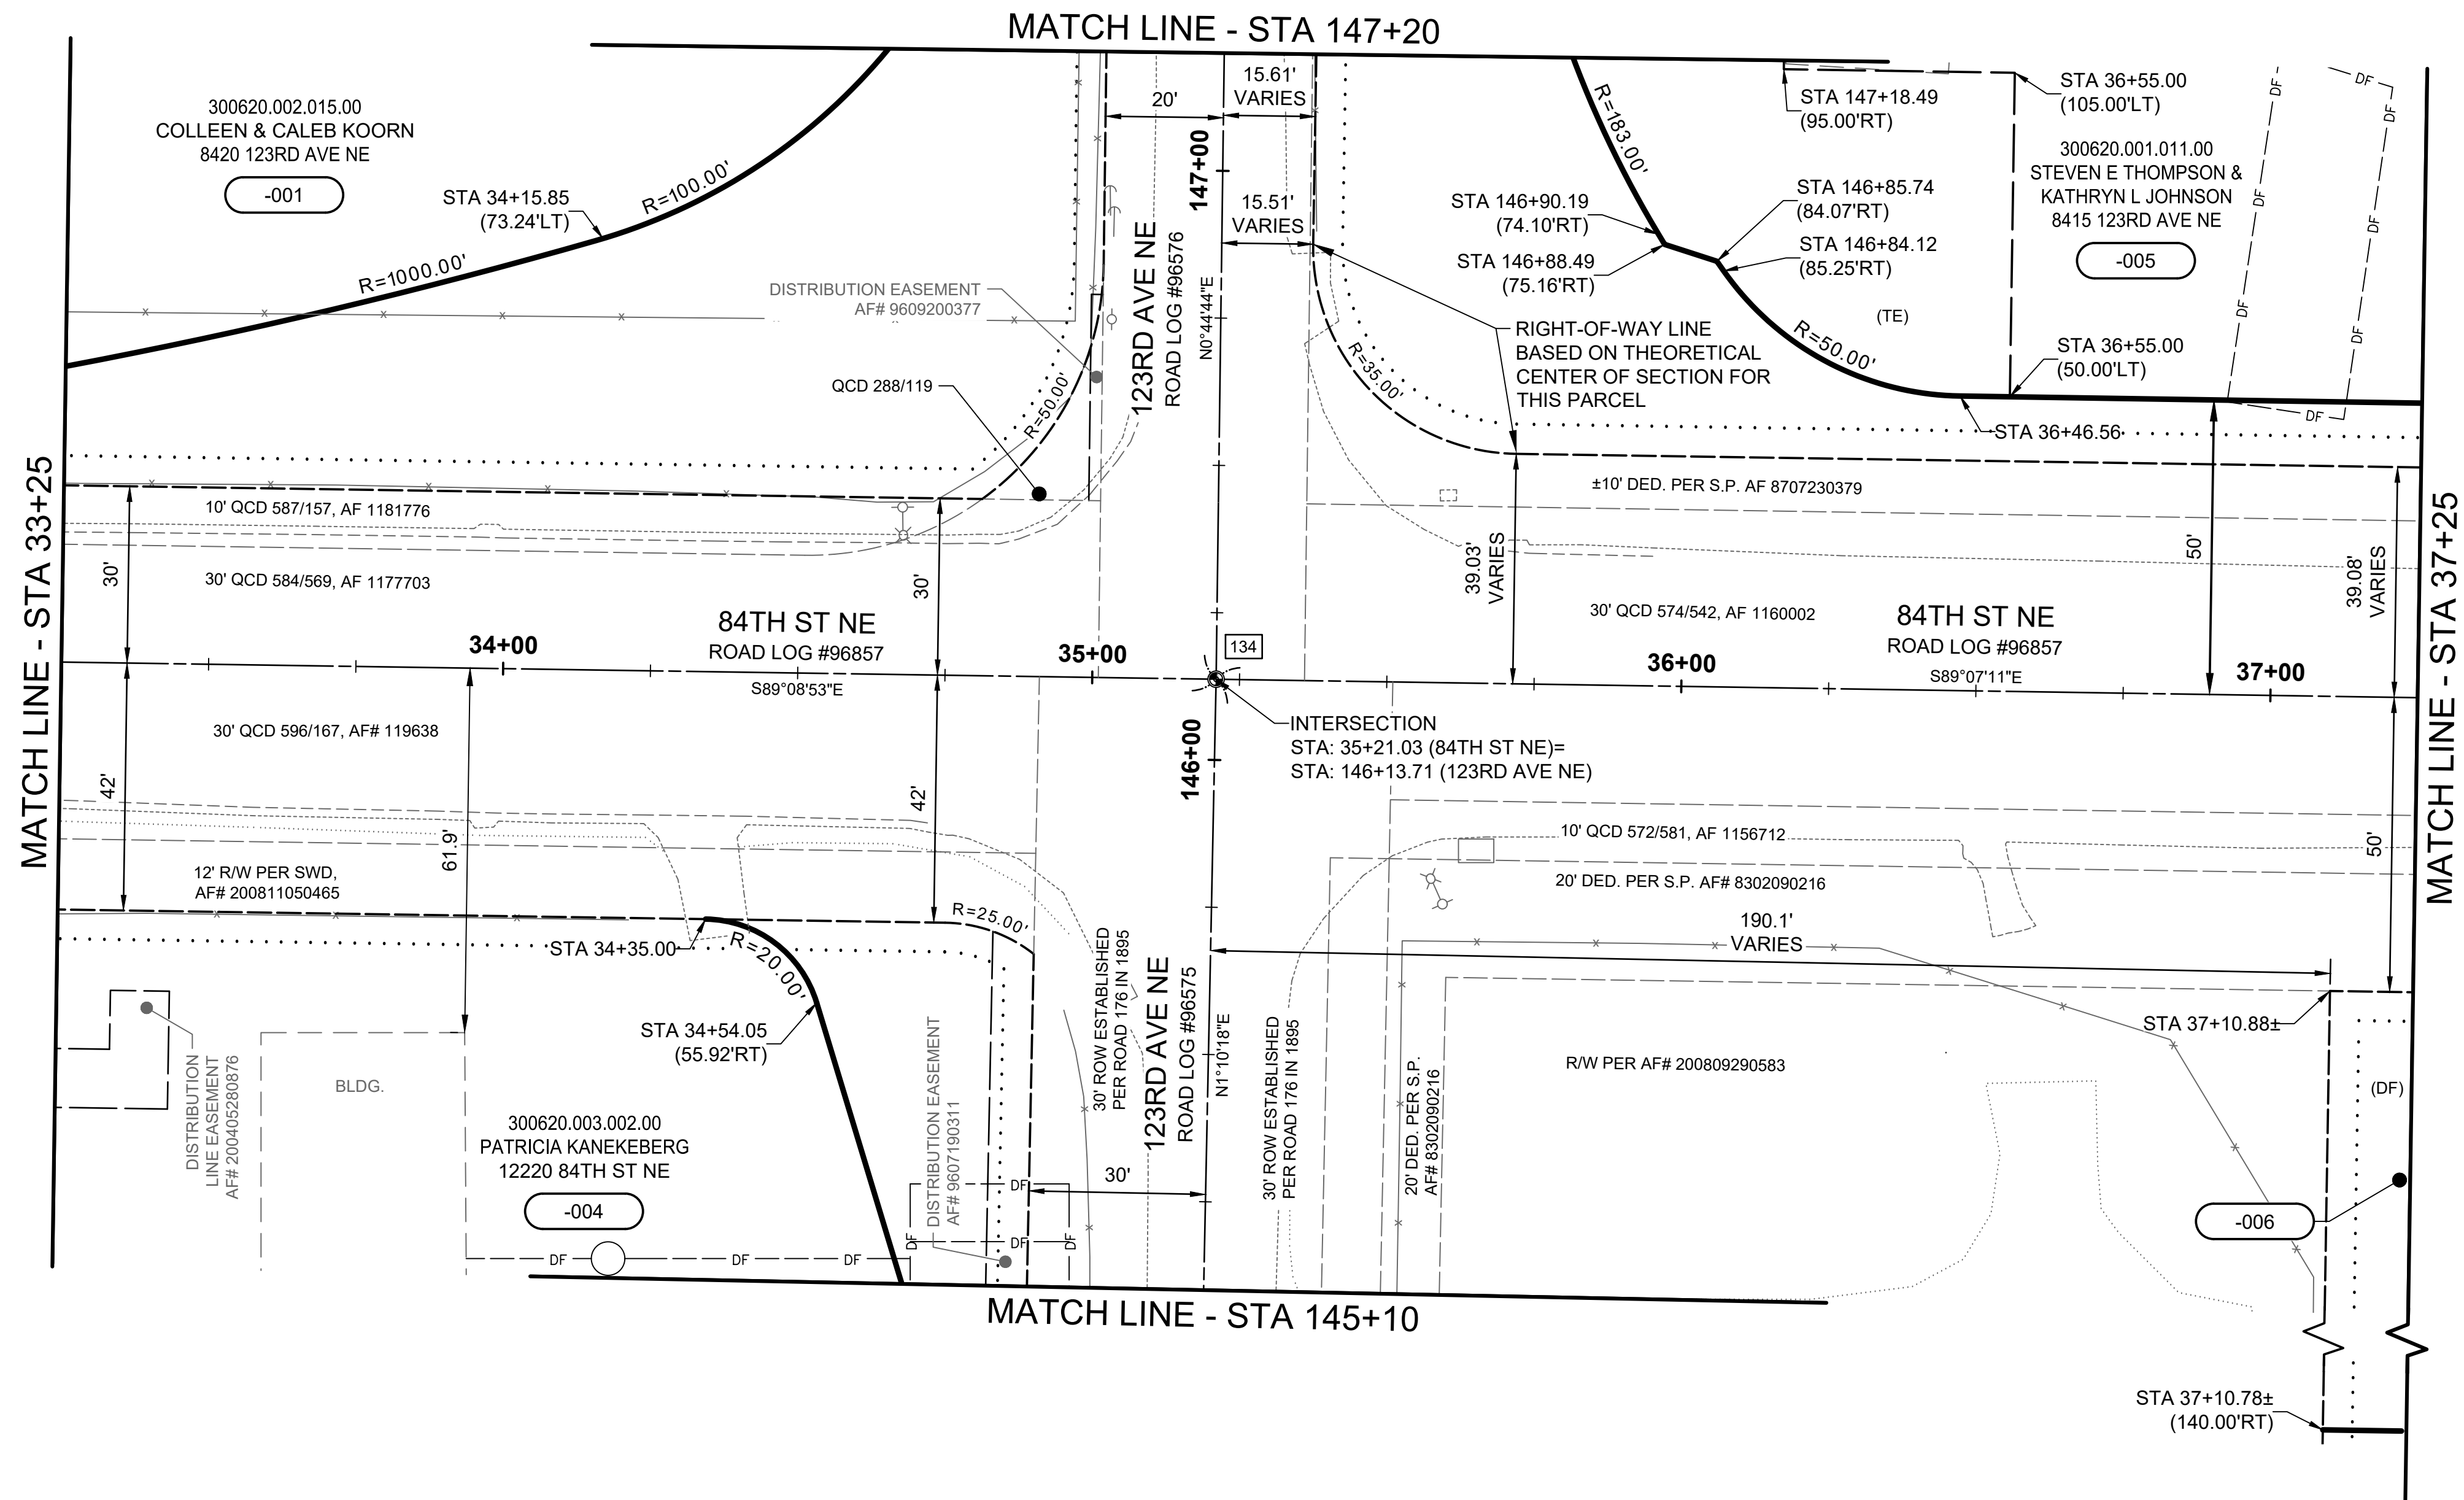 MATCH LINE - STA 147+20
300620.002.015.00
COLLEEN & CALEB KOORN
8420 123RD AVE NE
-001
STA 34+15.85
(73.24'LT)
R=100.00'
R=1000.00'
20'
15.61'
VARIES
147+00
15.51'
VARIES
123RD AVE NE
ROAD LOG #96576
N0°44'44"E
DISTRIBUTION EASEMENT
AF# 9609200377
QCD 288/119
R=50.00'
R=35.00'
R=183.00'
STA 147+18.49
(95.00'RT)
STA 36+55.00
(105.00'LT)
300620.001.011.00
STEVEN E THOMPSON &
KATHRYN L JOHNSON
8415 123RD AVE NE
-005
STA 146+90.19
(74.10'RT)
STA 146+85.74
(84.07'RT)
STA 146+88.49
(75.16'RT)
STA 146+84.12
(85.25'RT)
(TE)
R=50.00'
STA 36+55.00
(50.00'LT)
STA 36+46.56
RIGHT-OF-WAY LINE
BASED ON THEORETICAL
CENTER OF SECTION FOR
THIS PARCEL
DF
DF
DF
DF
DF
DF
DF
MATCH LINE - STA 33+25
10' QCD 587/157, AF 1181776
30'
30' QCD 584/569, AF 1177703
30'
34+00
84TH ST NE
ROAD LOG #96857
S89°08'53"E
35+00
134
±10' DED. PER S.P. AF 8707230379
39.03'
VARIES
30' QCD 574/542, AF 1160002
36+00
84TH ST NE
ROAD LOG #96857
S89°07'11"E
50'
37+00
39.08'
VARIES
MATCH LINE - STA 37+25
INTERSECTION
STA: 35+21.03 (84TH ST NE)=
STA: 146+13.71 (123RD AVE NE)
146+00
30' QCD 596/167, AF# 119638
42'
61.9'
42'
12' R/W PER SWD,
AF# 200811050465
R=25.00'
STA 34+35.00
R=20.00'
STA 34+54.05
(55.92'RT)
10' QCD 572/581, AF 1156712
20' DED. PER S.P. AF# 8302090216
190.1'
VARIES
50'
STA 37+10.88±
DISTRIBUTION
LINE EASEMENT
AF# 200405280876
BLDG.
300620.003.002.00
PATRICIA KANEKEBERG
12220 84TH ST NE
-004
DF
DF
DF
DISTRIBUTION EASEMENT
AF# 9607190311
DF
DF
DF
DF
30' ROW ESTABLISHED
PER ROAD 176 IN 1895
123RD AVE NE
ROAD LOG #96575
N1°10'18"E
30'
30' ROW ESTABLISHED
PER ROAD 176 IN 1895
20' DED. PER S.P.
AF# 8302090216
R/W PER AF# 200809290583
(DF)
-006
MATCH LINE - STA 145+10
STA 37+10.78±
(140.00'RT)